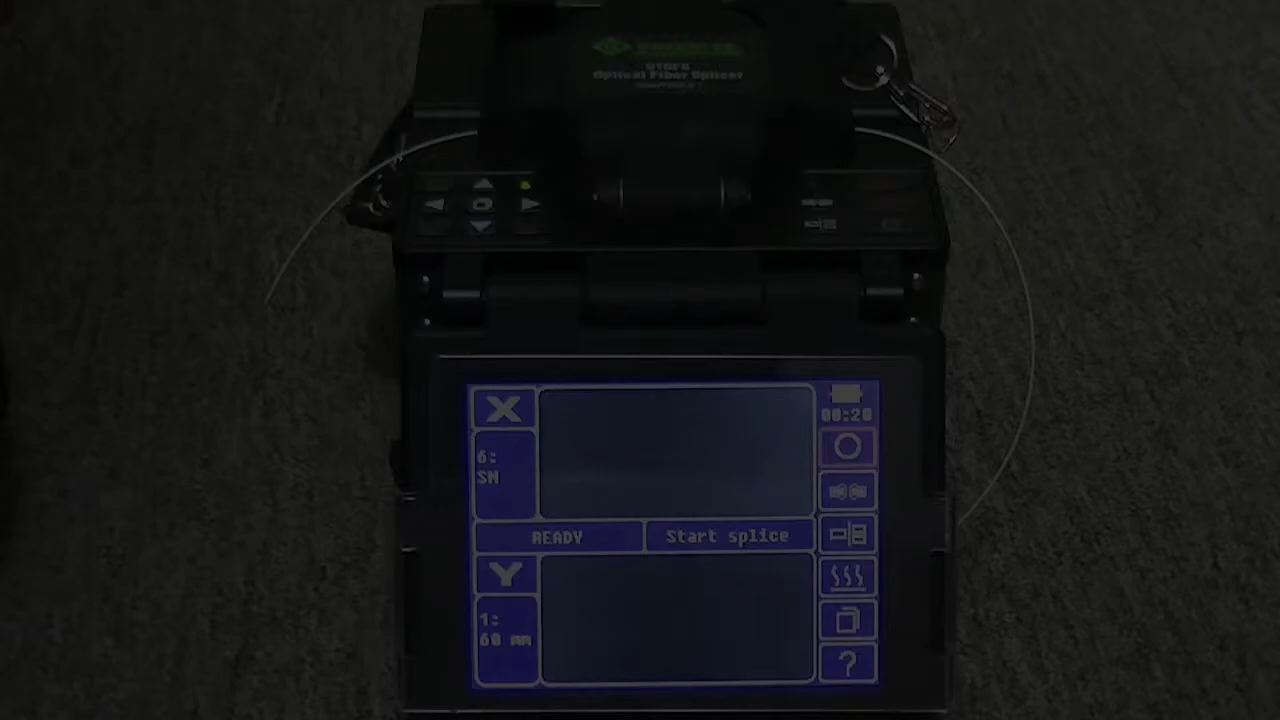 Optical Fiber Splicer
X
00:20
6:
SM
READY
Start splice
Y
1:
60 mm
?